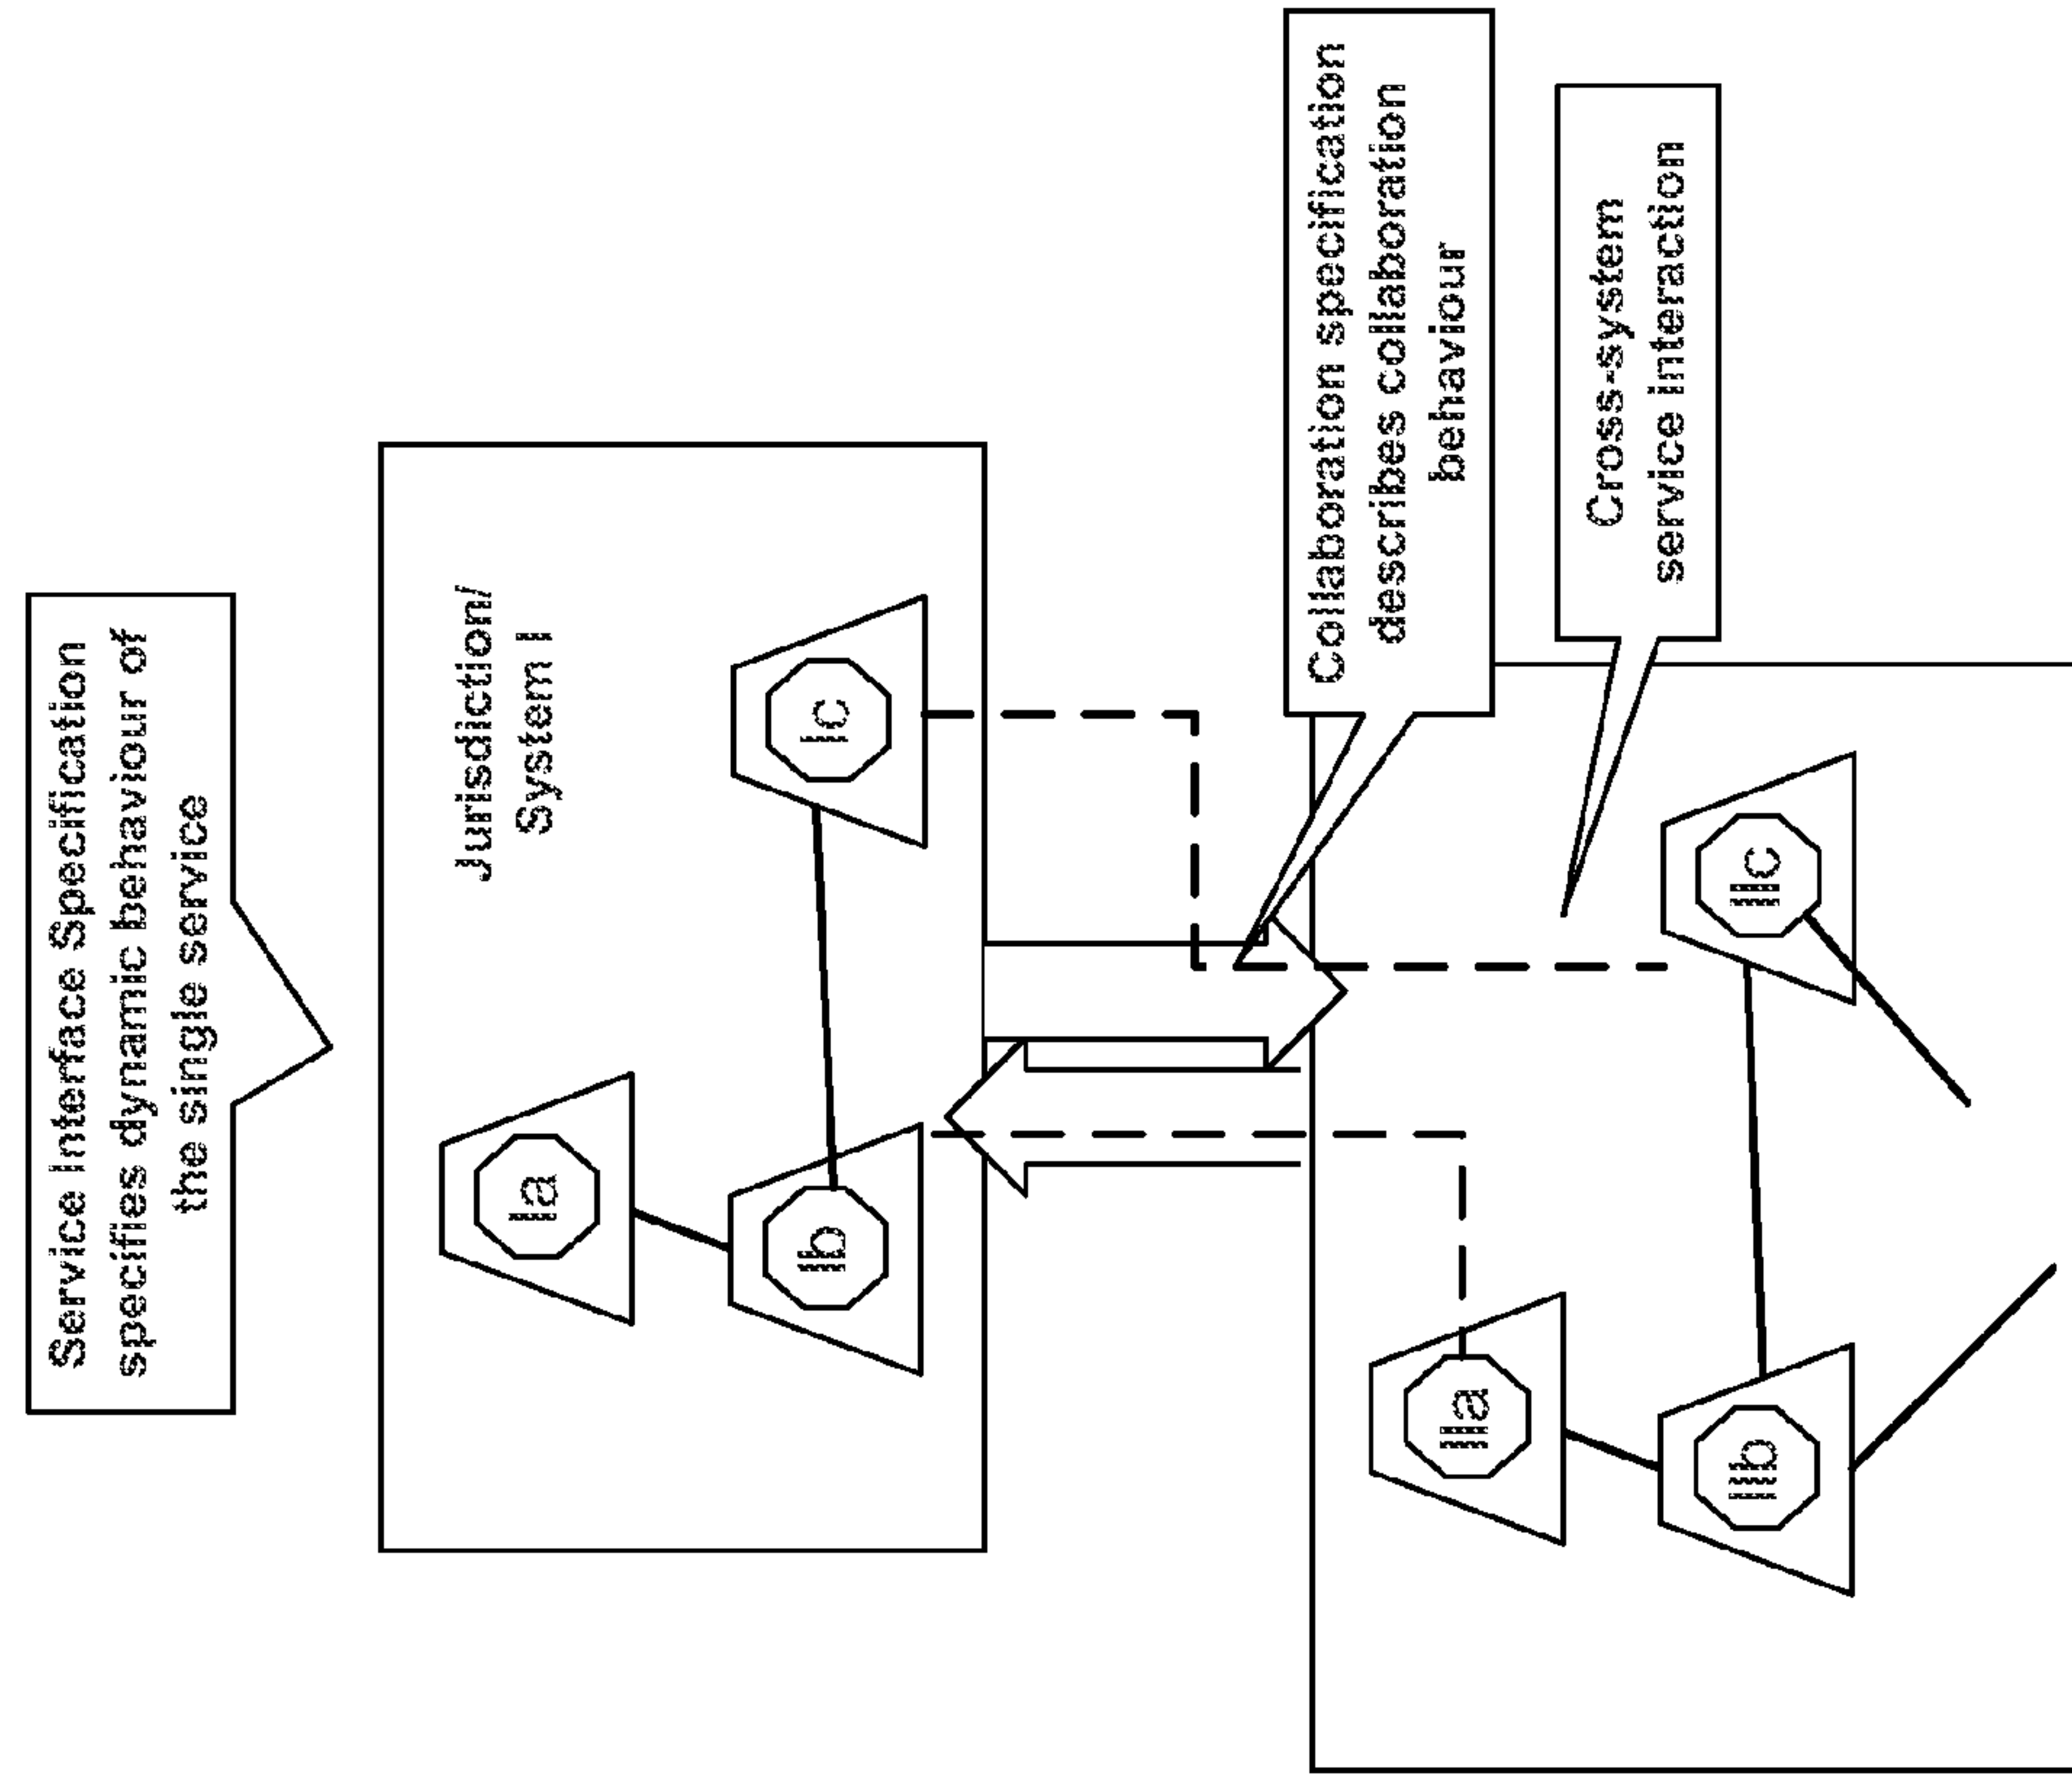 Service Interface Specification
specifies dynamic behaviour of
the single service
Jurisdiction/
System I
Ia
Ib
Ic
Collaboration specification
describes collaboration
behaviour
Cross-system
service interaction
IIa
IIb
IIc